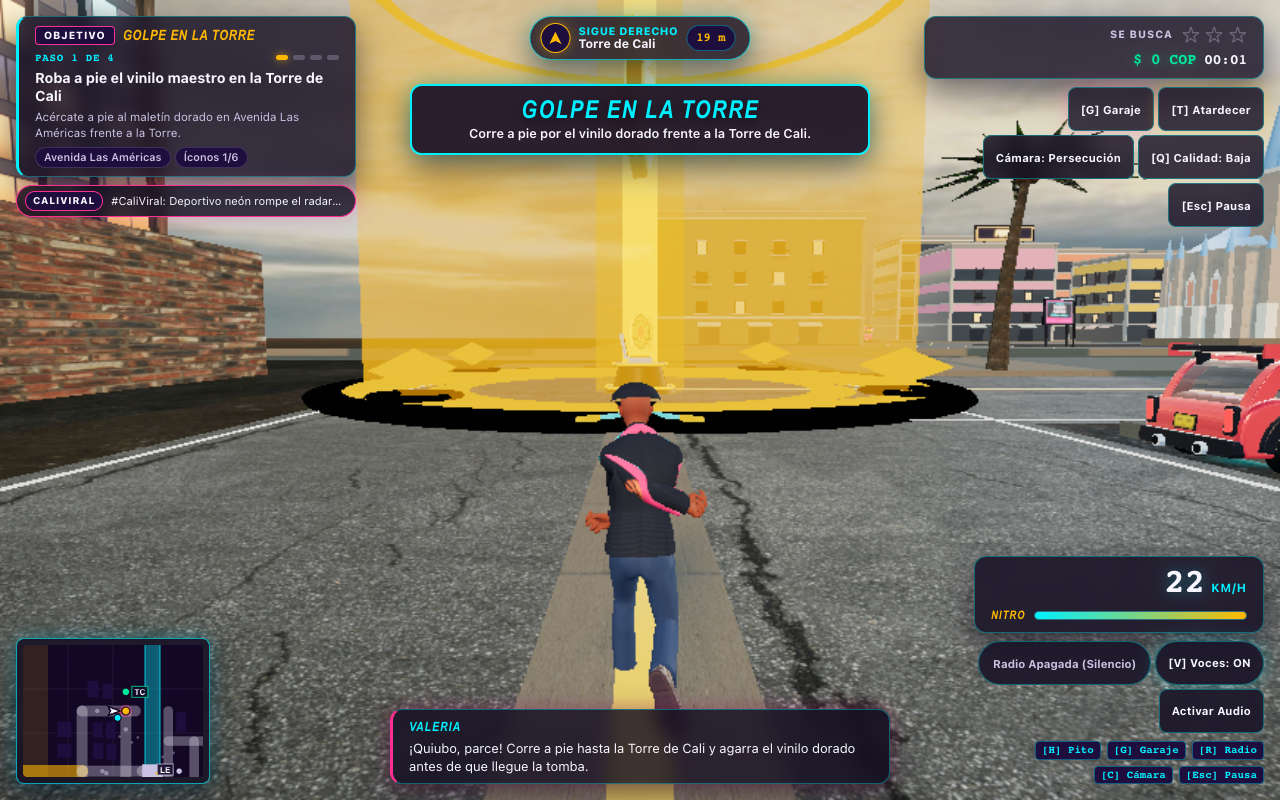 OBJETIVO GOLPE EN LA TORRE
PASO 1 DE 4
Roba a pie el vinilo maestro en la Torre de
Cali
Acércate a pie al maletín dorado en Avenida Las
Américas frente a la Torre.
Avenida Las Américas Íconos 1/6
CALIVIRAL #CaliViral: Deportivo neón rompe el radar...
SIGUE DERECHO
Torre de Cali
19 m
GOLPE EN LA TORRE
Corre a pie por el vinilo dorado frente a la Torre de Cali.
SE BUSCA
$ 0 COP 00:01
[G] Garaje [T] Atardecer
Cámara: Persecución [Q] Calidad: Baja
[Esc] Pausa
TC
LE
VALERIA
¡Quiubo, parce! Corre a pie hasta la Torre de Cali y agarra el vinilo dorado
antes de que llegue la tomba.
22 KM/H
NITRO
Radio Apagada (Silencio) [V] Voces: ON
Activar Audio
[H] Pito [G] Garaje [R] Radio
[C] Cámara [Esc] Pausa